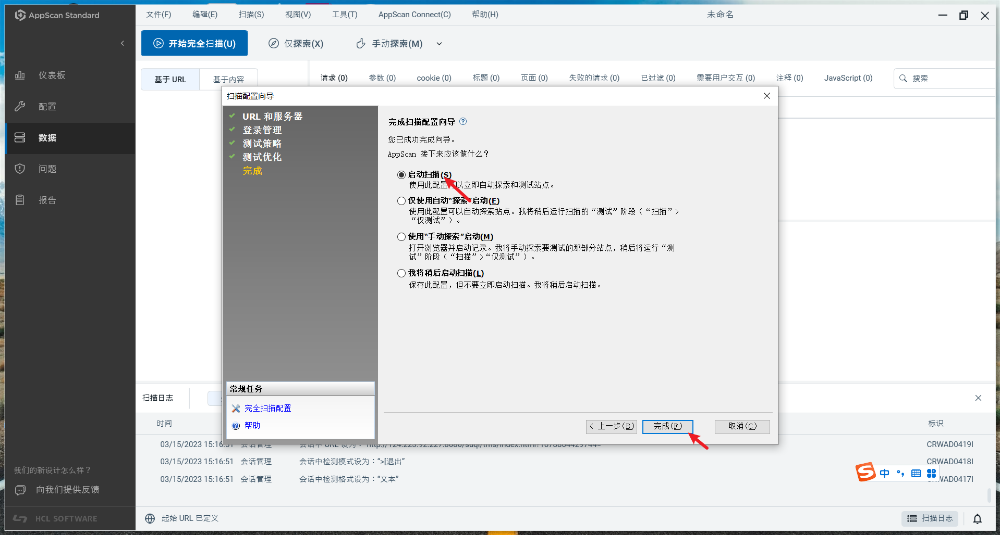 AppScan Standard
文件(F) 编辑(E) 扫描(S) 视图(V) 工具(T) AppScan Connect(C) 帮助(H) 未命名
开始完全扫描(U) 仅探索(X) 手动探索(M)
仪表板
配置
数据
问题
报告
基于 URL 基于内容
请求 (0) 参数 (0) cookie (0) 标题 (0) 页面 (0) 失败的请求 (0) 已过滤 (0) 需要用户交互 (0) 注释 (0) JavaScript (0) 搜索
扫描配置向导
URL 和服务器
登录管理
测试策略
测试优化
完成
完成扫描配置向导
您已成功完成向导。
AppScan 接下来应该做什么？
启动扫描(S)
使用此配置可以立即自动探索和测试站点。
仅使用自动“探索”启动(E)
使用此配置可以自动探索站点。我将稍后运行扫描的“测试”阶段（“扫描”>
“仅测试”）。
使用“手动探索”启动(M)
打开浏览器并启动记录。我将手动探索要测试的那部分站点，稍后将运行“测
试”阶段（“扫描”>“仅测试”）。
我将稍后启动扫描(L)
保存此配置，但不要立即启动扫描。我将稍后启动扫描。
常规任务
完全扫描配置
帮助
< 上一步(B) 完成(F) 取消(C)
扫描日志
时间 标识
03/15/2023 15:16:51 会话管理 会话中 URL 设为：“http://124.223.92.227:8080/suqi/tms/index.html?1678864429744=” CRWAD0419I
03/15/2023 15:16:51 会话管理 会话中检测模式设为：“>[退出” CRWAD0418I
03/15/2023 15:16:51 会话管理 会话中检测格式设为：“文本” WAD0417I
中
我们的新设计怎么样？
向我们提供反馈
HCL SOFTWARE
起始 URL 已定义
扫描日志